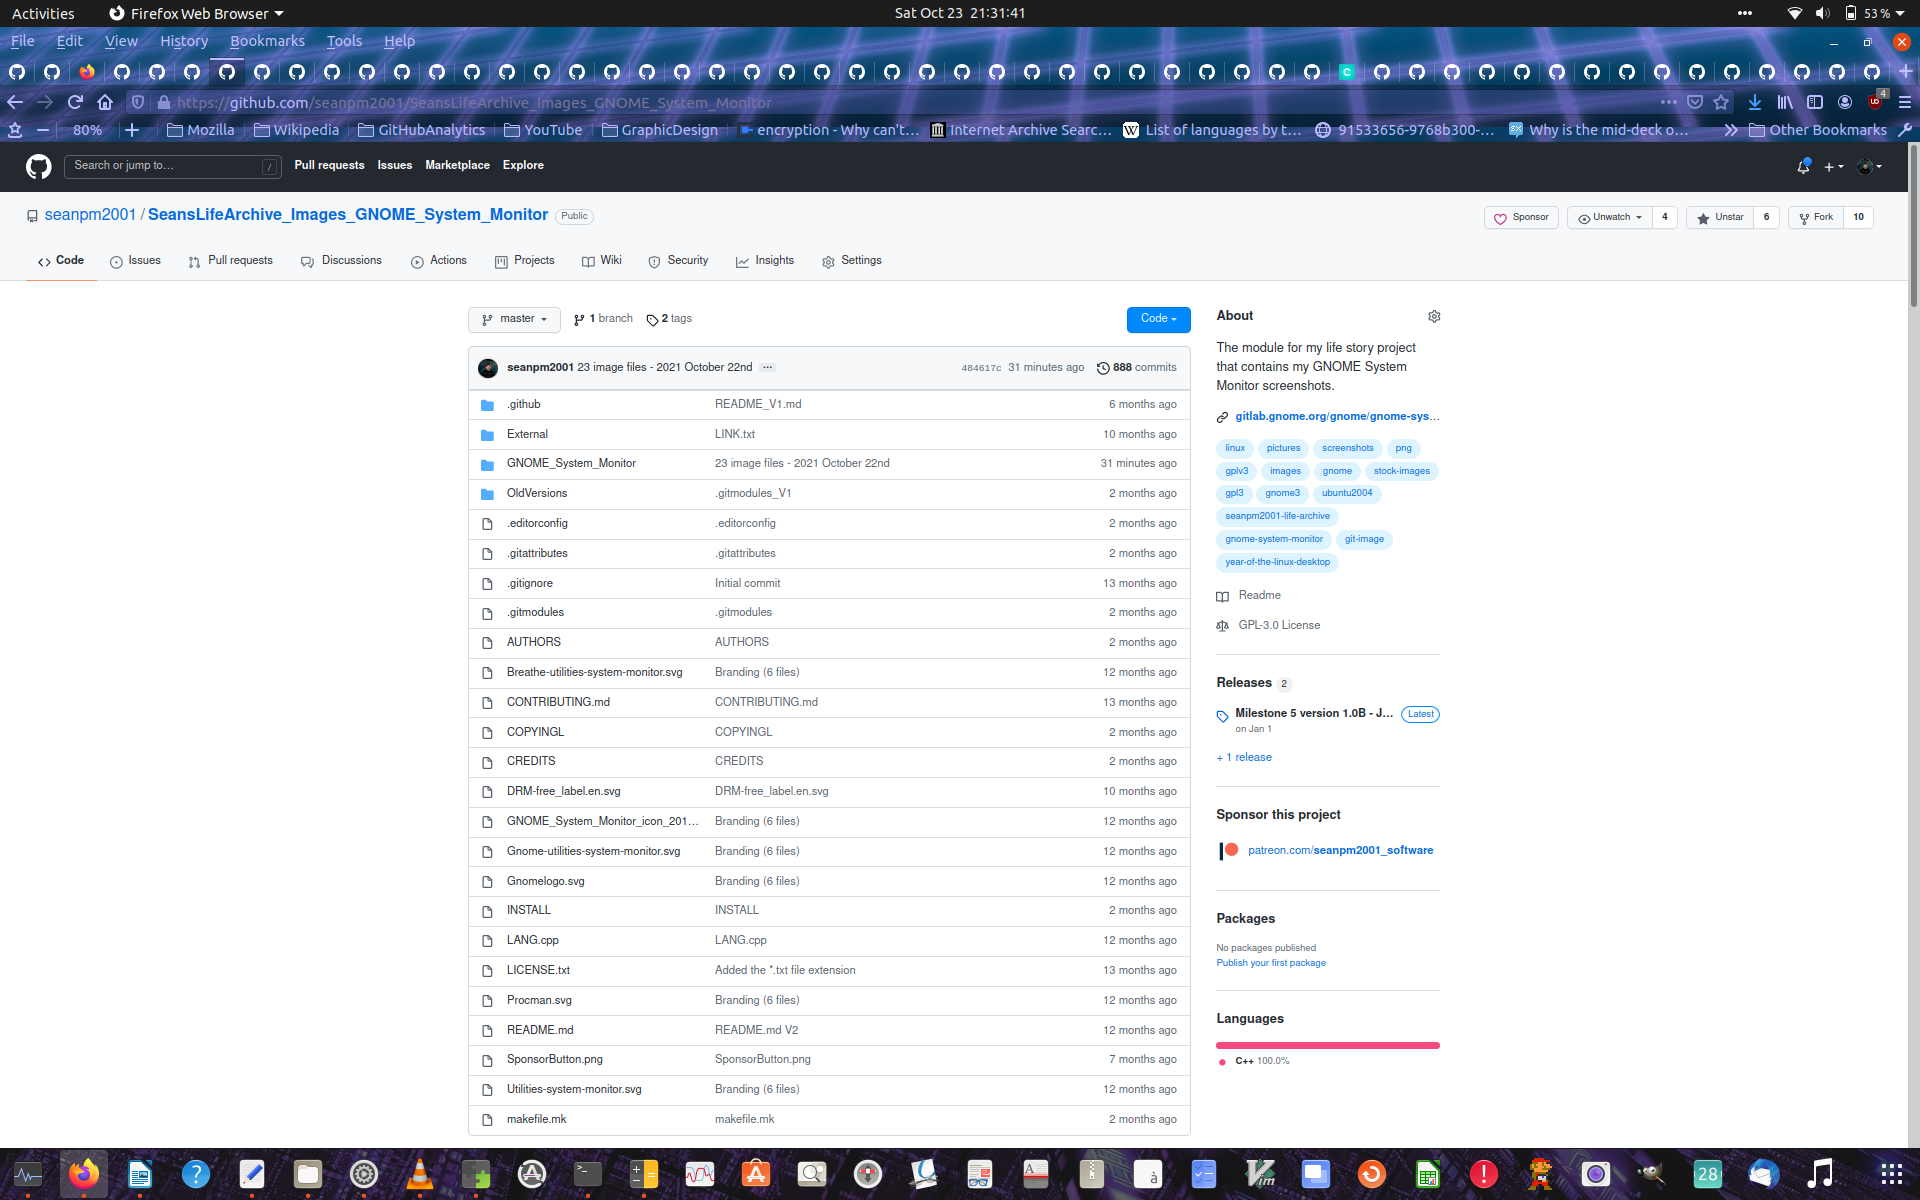 Activities Firefox Web Browser Sat Oct 23 21:31:41 53 %
File Edit View History Bookmarks Tools Help
https://github.com/seanpm2001/SeansLifeArchive_Images_GNOME_System_Monitor 4
80% Mozilla Wikipedia GitHubAnalytics YouTube GraphicDesign encryption - Why can't… Internet Archive Searc… List of languages by t… 91533656-9768b300-… Why is the mid-deck o… Other Bookmarks
Search or jump to… / Pull requests Issues Marketplace Explore
seanpm2001 / SeansLifeArchive_Images_GNOME_System_Monitor Public Sponsor Unwatch 4 Unstar 6 Fork 10
Code Issues Pull requests Discussions Actions Projects Wiki Security Insights Settings
master 1 branch 2 tags Code
seanpm2001 23 image files - 2021 October 22nd … 484617c 31 minutes ago 888 commits
.github README_V1.md 6 months ago
External LINK.txt 10 months ago
GNOME_System_Monitor 23 image files - 2021 October 22nd 31 minutes ago
OldVersions .gitmodules_V1 2 months ago
.editorconfig .editorconfig 2 months ago
.gitattributes .gitattributes 2 months ago
.gitignore Initial commit 13 months ago
.gitmodules .gitmodules 2 months ago
AUTHORS AUTHORS 2 months ago
Breathe-utilities-system-monitor.svg Branding (6 files) 12 months ago
CONTRIBUTING.md CONTRIBUTING.md 13 months ago
COPYINGL COPYINGL 2 months ago
CREDITS CREDITS 2 months ago
DRM-free_label.en.svg DRM-free_label.en.svg 10 months ago
GNOME_System_Monitor_icon_201… Branding (6 files) 12 months ago
Gnome-utilities-system-monitor.svg Branding (6 files) 12 months ago
Gnomelogo.svg Branding (6 files) 12 months ago
INSTALL INSTALL 2 months ago
LANG.cpp LANG.cpp 12 months ago
LICENSE.txt Added the *.txt file extension 13 months ago
Procman.svg Branding (6 files) 12 months ago
README.md README.md V2 12 months ago
SponsorButton.png SponsorButton.png 7 months ago
Utilities-system-monitor.svg Branding (6 files) 12 months ago
makefile.mk makefile.mk 2 months ago
About
The module for my life story project
that contains my GNOME System
Monitor screenshots.
gitlab.gnome.org/gnome/gnome-sys…
linux pictures screenshots png
gplv3 images gnome stock-images
gpl3 gnome3 ubuntu2004
seanpm2001-life-archive
gnome-system-monitor git-image
year-of-the-linux-desktop
Readme
GPL-3.0 License
Releases 2
Milestone 5 version 1.0B - J… Latest
on Jan 1
+ 1 release
Sponsor this project
patreon.com/seanpm2001_software
Packages
No packages published
Publish your first package
Languages
C++ 100.0%
28